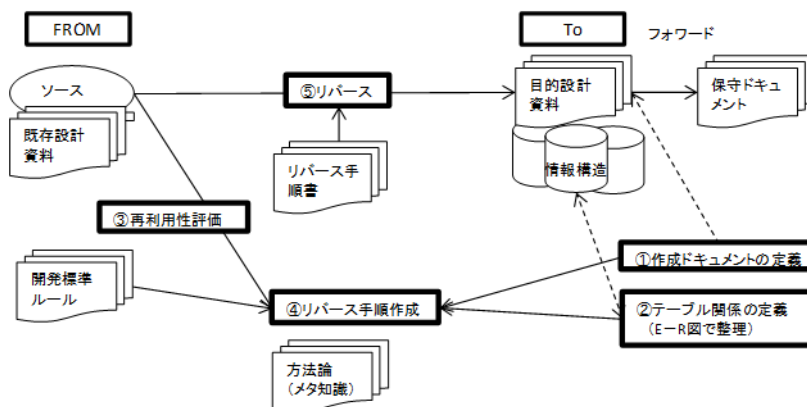 FROM
To
フォワード
ソース
既存設計
資料
⑤リバース
目的設計
資料
保守ドキュ
メント
リバース手
順書
情報構造
③再利用性評価
開発標準
ルール
①作成ドキュメントの定義
④リバース手順作成
②テーブル関係の定義
(E-R図で整理)
方法論
(メタ知識)